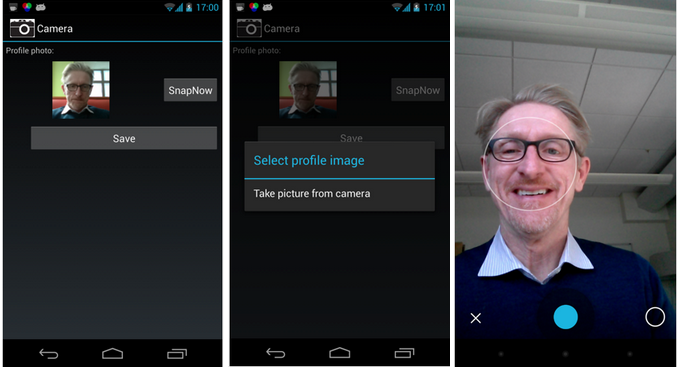 17:00
Camera
Profile photo:
SnapNow
Save
17:01
Camera
Profile photo:
SnapNow
Save
Select profile image
Take picture from camera